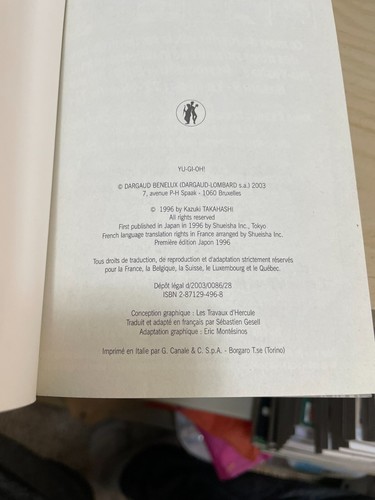 YU-GI-OH!
© DARGAUD BENELUX (DARGAUD-LOMBARD s.a.) 2003
7, avenue P-H Spaak - 1060 Bruxelles
© 1996 by Kazuki TAKAHASHI
All rights reserved
First published in Japan in 1996 by Shueisha Inc., Tokyo
French language translation rights in France arranged by Shueisha Inc.
Première édition Japon 1996
Tous droits de traduction, de reproduction et d'adaptation strictement réservés
pour la France, la Belgique, la Suisse, le Luxembourg et le Québec.
Dépôt légal d/2003/0086/28
ISBN 2-87129-496-8
Conception graphique : Les Travaux d'Hercule
Traduit et adapté en français par Sébastien Gesell
Adaptation graphique : Eric Montésinos
Imprimé en Italie par G. Canale & C. S.p.A. - Borgaro T.se (Torino)